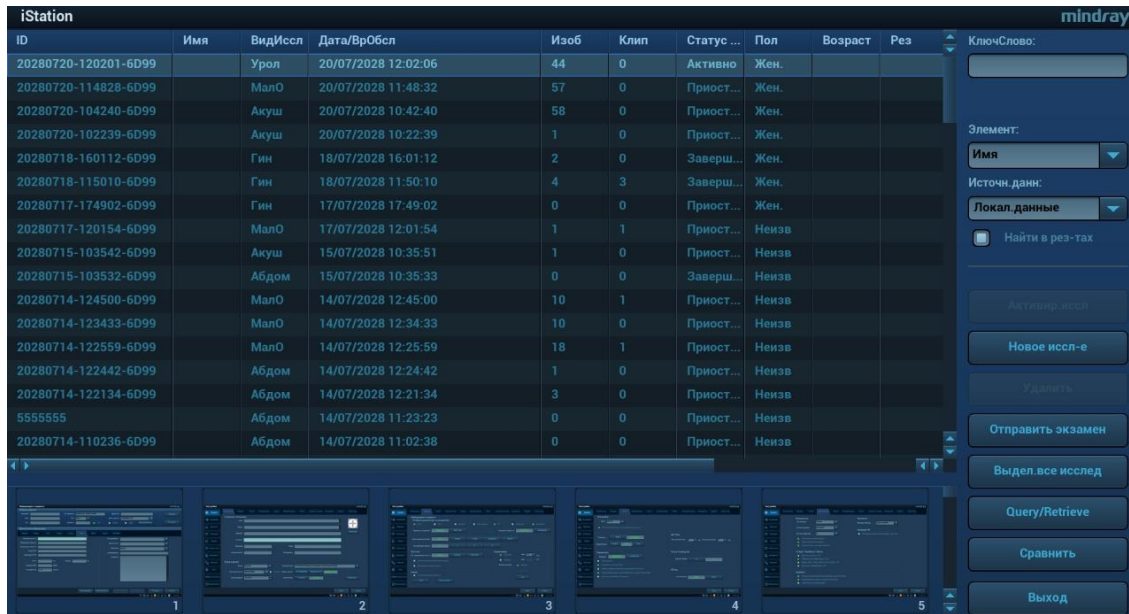 iStation mindray
ID Имя ВидИссл Дата/ВрОбсл Изоб Клип Статус ... Пол Возраст Рез
20280720-120201-6D99 Урол 20/07/2028 12:02:06 44 0 Активно Жен.
20280720-114828-6D99 МалО 20/07/2028 11:48:32 57 0 Приост... Жен.
20280720-104240-6D99 Акуш 20/07/2028 10:42:40 58 0 Приост... Жен.
20280720-102239-6D99 Акуш 20/07/2028 10:22:39 1 0 Приост... Жен.
20280718-160112-6D99 Гин 18/07/2028 16:01:12 2 0 Заверш... Жен.
20280718-115010-6D99 Гин 18/07/2028 11:50:10 4 3 Заверш... Жен.
20280717-174902-6D99 Гин 17/07/2028 17:49:02 0 0 Приост... Жен.
20280717-120154-6D99 МалО 17/07/2028 12:01:54 1 1 Приост... Неизв
20280715-103542-6D99 Акуш 15/07/2028 10:35:51 1 0 Приост... Неизв
20280715-103532-6D99 Абдом 15/07/2028 10:35:33 0 0 Заверш... Неизв
20280714-124500-6D99 МалО 14/07/2028 12:45:00 10 1 Приост... Неизв
20280714-123433-6D99 МалО 14/07/2028 12:34:33 10 0 Приост... Неизв
20280714-122559-6D99 МалО 14/07/2028 12:25:59 18 1 Приост... Неизв
20280714-122442-6D99 Абдом 14/07/2028 12:24:42 1 0 Приост... Неизв
20280714-122134-6D99 Абдом 14/07/2028 12:21:34 3 0 Приост... Неизв
5555555 Абдом 14/07/2028 11:23:23 0 0 Приост... Неизв
20280714-110236-6D99 Абдом 14/07/2028 11:02:38 0 0 Приост... Неизв
КлючСлово:
Элемент:
Имя
Источн.данн:
Локал.данные
Найти в рез-тах
Активир.иссл
Новое иссл-е
Удалить
Отправить экзамен
Выдел.все исслед
Query/Retrieve
Сравнить
Выход
1 2 3 4 5